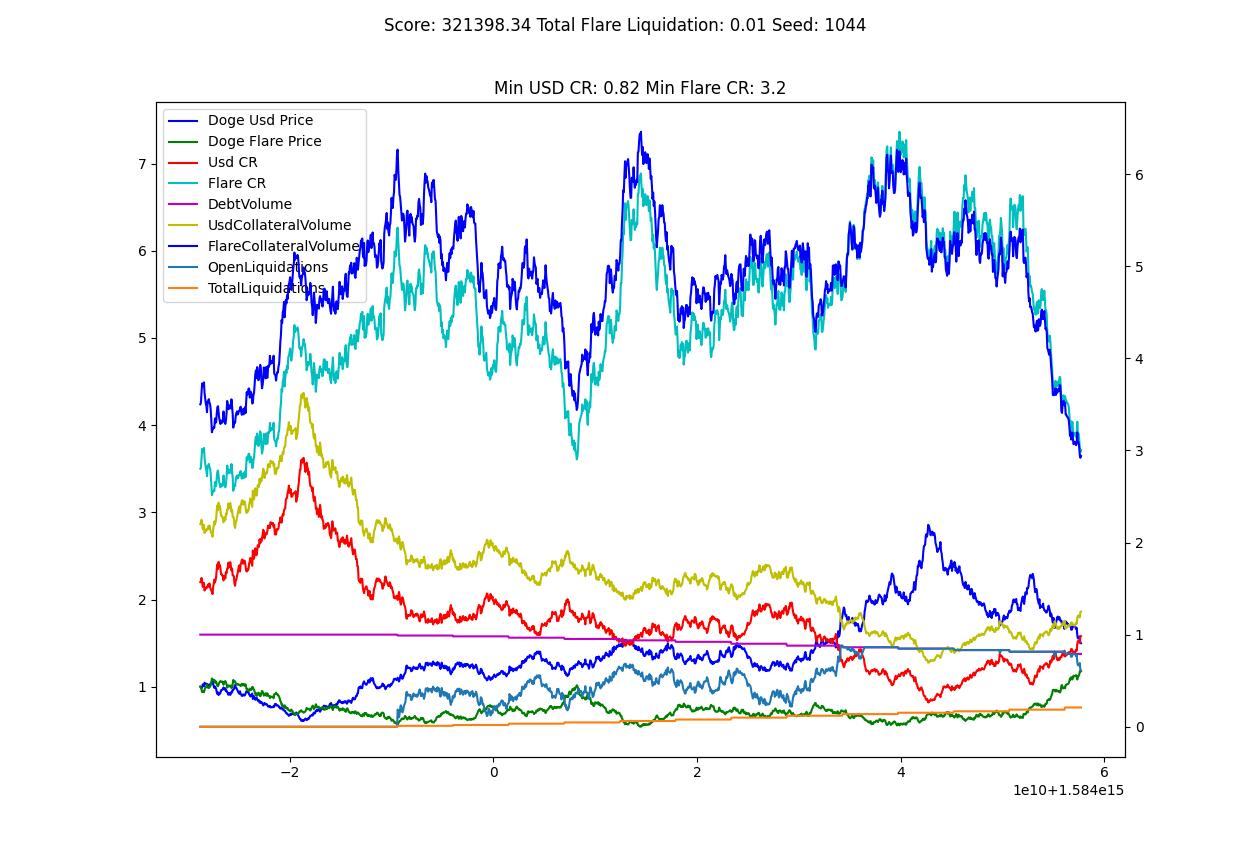 Score: 321398.34 Total Flare Liquidation: 0.01 Seed: 1044
Min USD CR: 0.82 Min Flare CR: 3.2
Doge Usd Price
Doge Flare Price
Usd CR
Flare CR
DebtVolume
UsdCollateralVolume
FlareCollateralVolume
OpenLiquidations
TotalLiquidations
7
6
5
4
3
2
1
6
5
4
3
2
1
0
−2
0
2
4
6
1e10+1.584e15